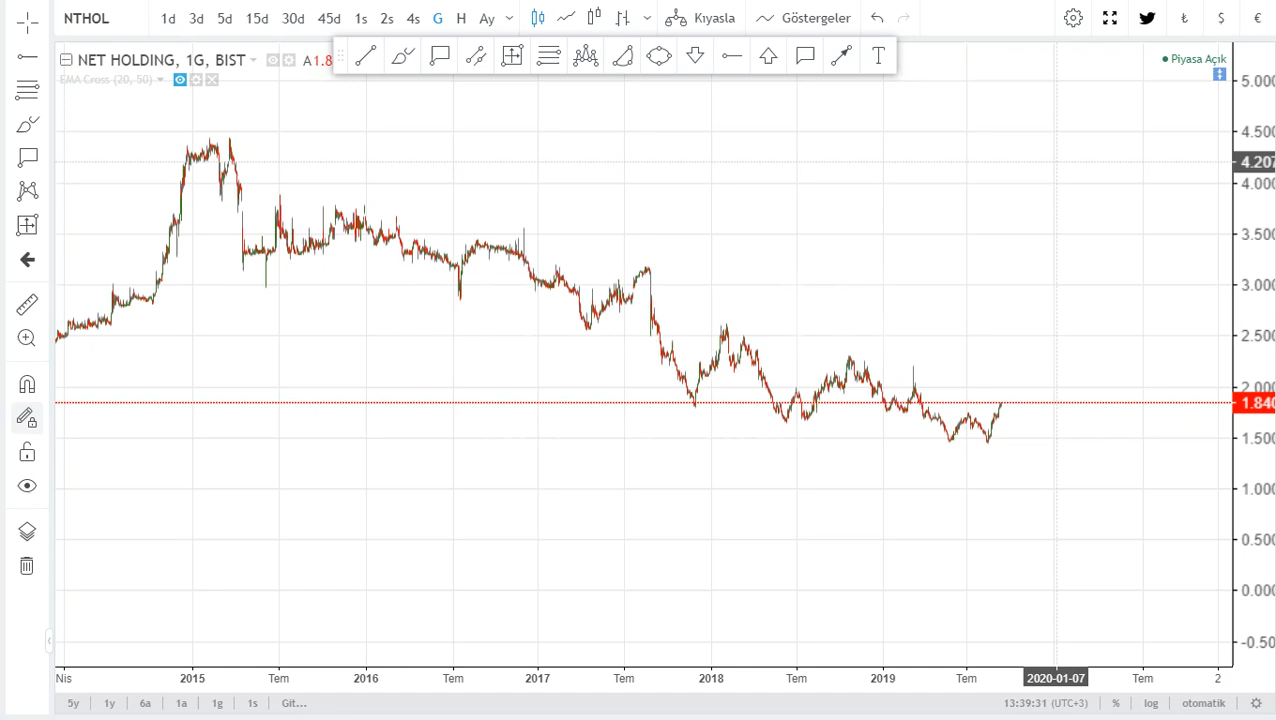 NTHOL 1d 3d 5d 15d 30d 45d 1s 2s 4s G H Ay Kıyasla Göstergeler ₺ $ €
NET HOLDING, 1G, BIST A1.8
Piyasa Açık
EMA Cross (20, 50)
5.000
4.500
4.207
4.000
3.500
3.000
2.500
2.000
1.840
1.500
1.000
0.500
0.000
-0.500
Nis 2015 Tem 2016 Tem 2017 Tem 2018 Tem 2019 Tem 2020-01-07 Tem 2
5y 1y 6a 1a 1g 1s Git... 13:39:31 (UTC+3) % log otomatik